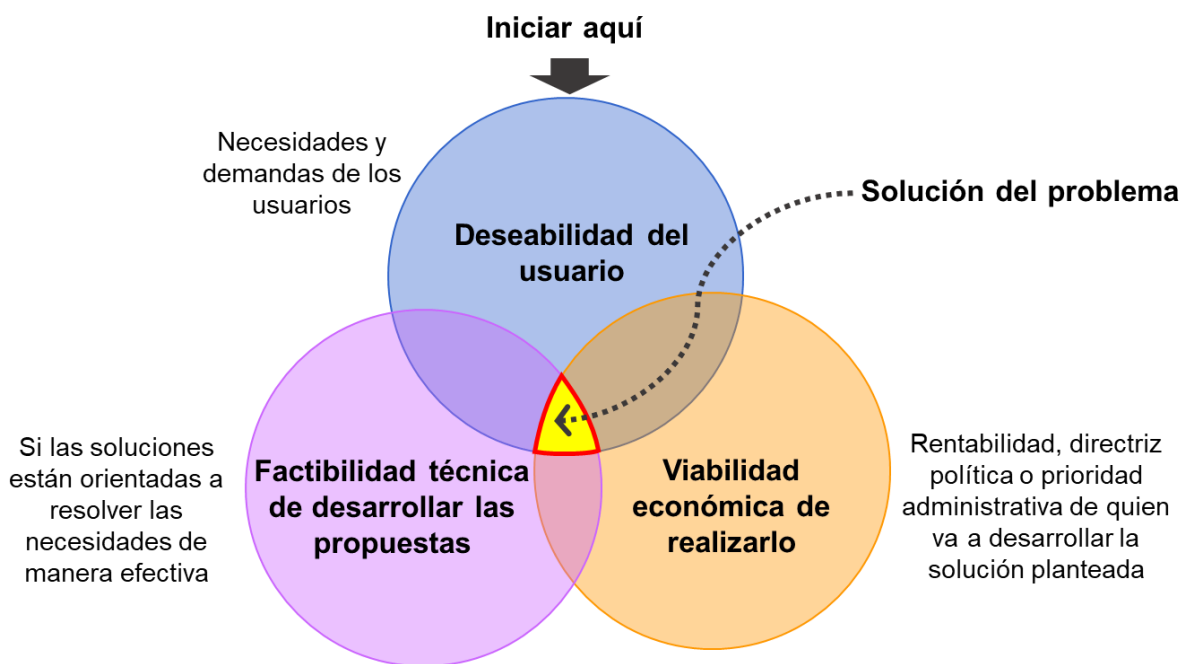 Iniciar aquí
Necesidades y
demandas de los
usuarios
Solución del problema
Deseabilidad del
usuario
Si las soluciones
están orientadas a
resolver las
necesidades de
manera efectiva
Factibilidad técnica
de desarrollar las
propuestas
Viabilidad
económica de
realizarlo
Rentabilidad, directriz
política o prioridad
administrativa de quien
va a desarrollar la
solución planteada